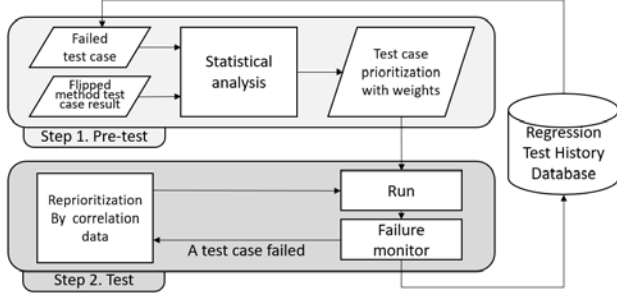 Failed
test case
Flipped
method test
case result
Statistical
analysis
Test case
prioritization
with weights
Step 1. Pre-test
Regression
Test History
Database
Reprioritization
By correlation
data
Run
Failure
monitor
A test case failed
Step 2. Test